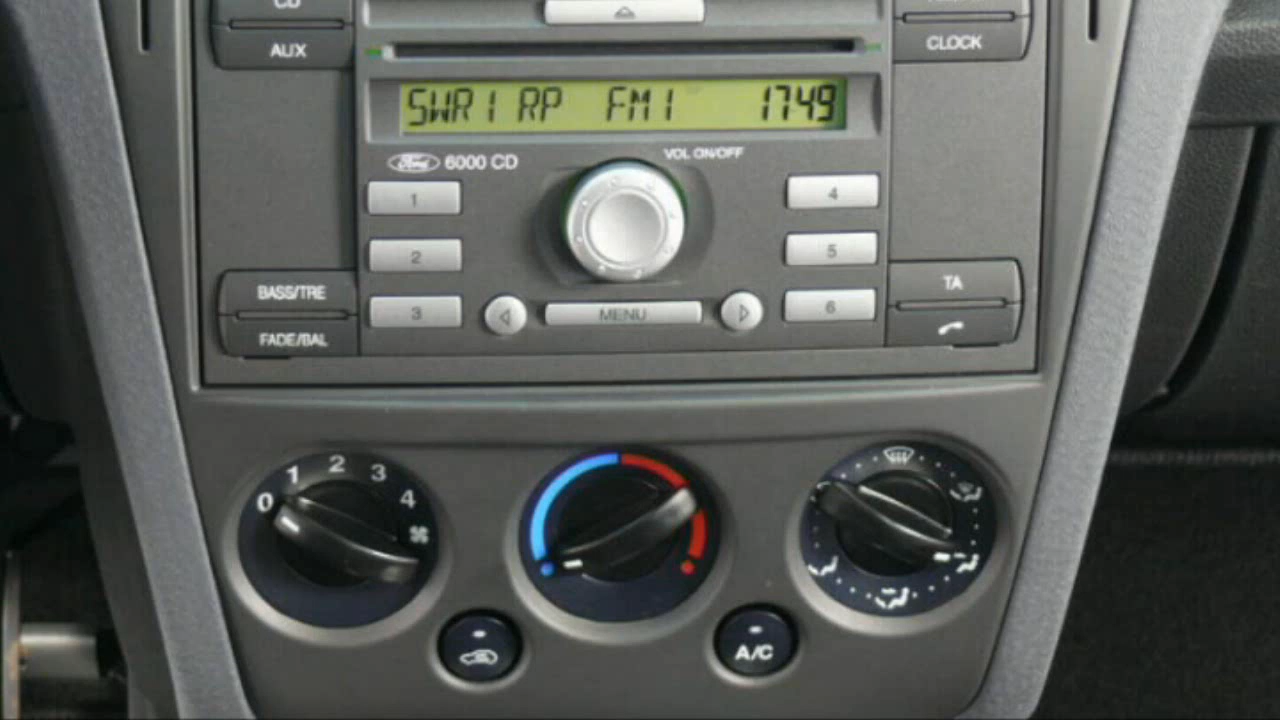 CD
AUX
CLOCK
SWR1 RP FM1 1749
Ford 6000 CD
VOL ON/OFF
1
4
2
5
BASS/TRE
TA
3
MENU
6
FADE/BAL
0 1 2 3 4
A/C